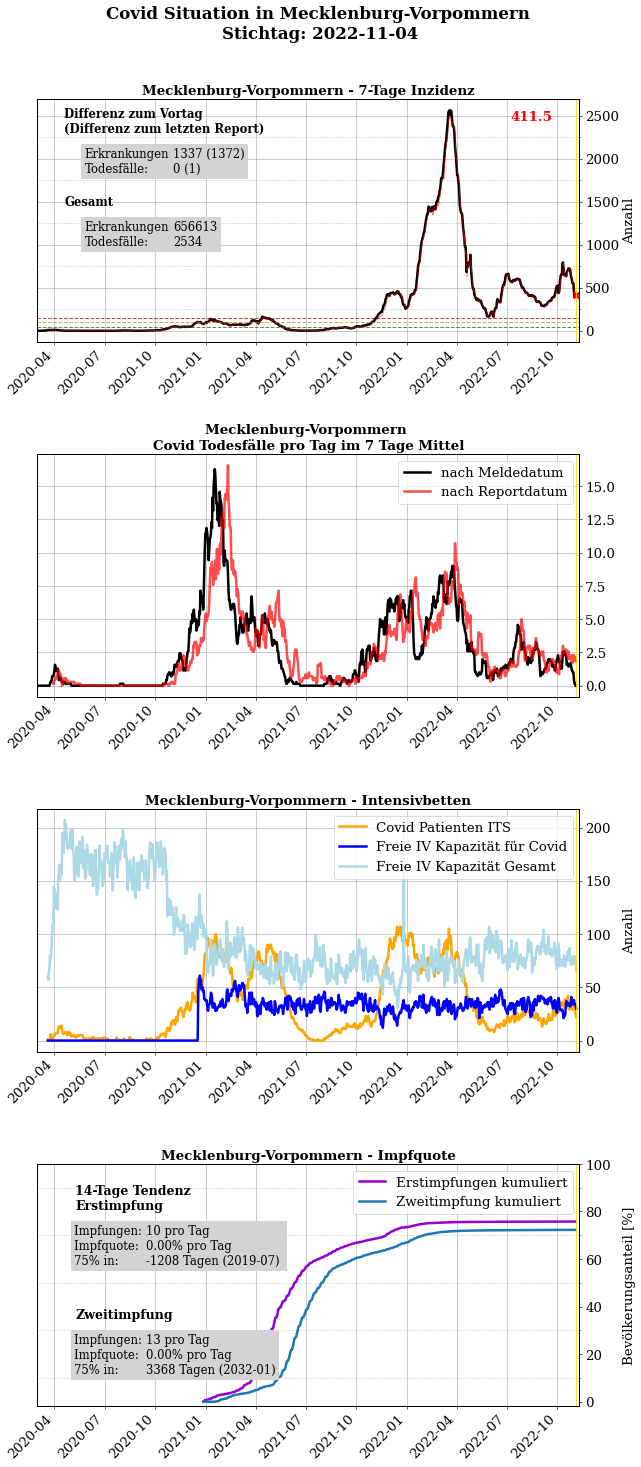 Covid Situation in Mecklenburg-Vorpommern
Stichtag: 2022-11-04
Mecklenburg-Vorpommern - 7-Tage Inzidenz
Differenz zum Vortag
(Differenz zum letzten Report)
Erkrankungen 1337 (1372)
Todesfälle: 0 (1)
Gesamt
Erkrankungen 656613
Todesfälle: 2534
411.5
2500
2000
1500
1000
500
0
Anzahl
2020-04
2020-07
2020-10
2021-01
2021-04
2021-07
2021-10
2022-01
2022-04
2022-07
2022-10
Mecklenburg-Vorpommern
Covid Todesfälle pro Tag im 7 Tage Mittel
nach Meldedatum
nach Reportdatum
15.0
12.5
10.0
7.5
5.0
2.5
0.0
2020-04
2020-07
2020-10
2021-01
2021-04
2021-07
2021-10
2022-01
2022-04
2022-07
2022-10
Mecklenburg-Vorpommern - Intensivbetten
Covid Patienten ITS
Freie IV Kapazität für Covid
Freie IV Kapazität Gesamt
200
150
100
50
0
Anzahl
2020-04
2020-07
2020-10
2021-01
2021-04
2021-07
2021-10
2022-01
2022-04
2022-07
2022-10
Mecklenburg-Vorpommern - Impfquote
14-Tage Tendenz
Erstimpfung
Impfungen: 10 pro Tag
Impfquote: 0.00% pro Tag
75% in: -1208 Tagen (2019-07)
Zweitimpfung
Impfungen: 13 pro Tag
Impfquote: 0.00% pro Tag
75% in: 3368 Tagen (2032-01)
Erstimpfungen kumuliert
Zweitimpfung kumuliert
100
80
60
40
20
0
Bevölkerungsanteil [%]
2020-04
2020-07
2020-10
2021-01
2021-04
2021-07
2021-10
2022-01
2022-04
2022-07
2022-10